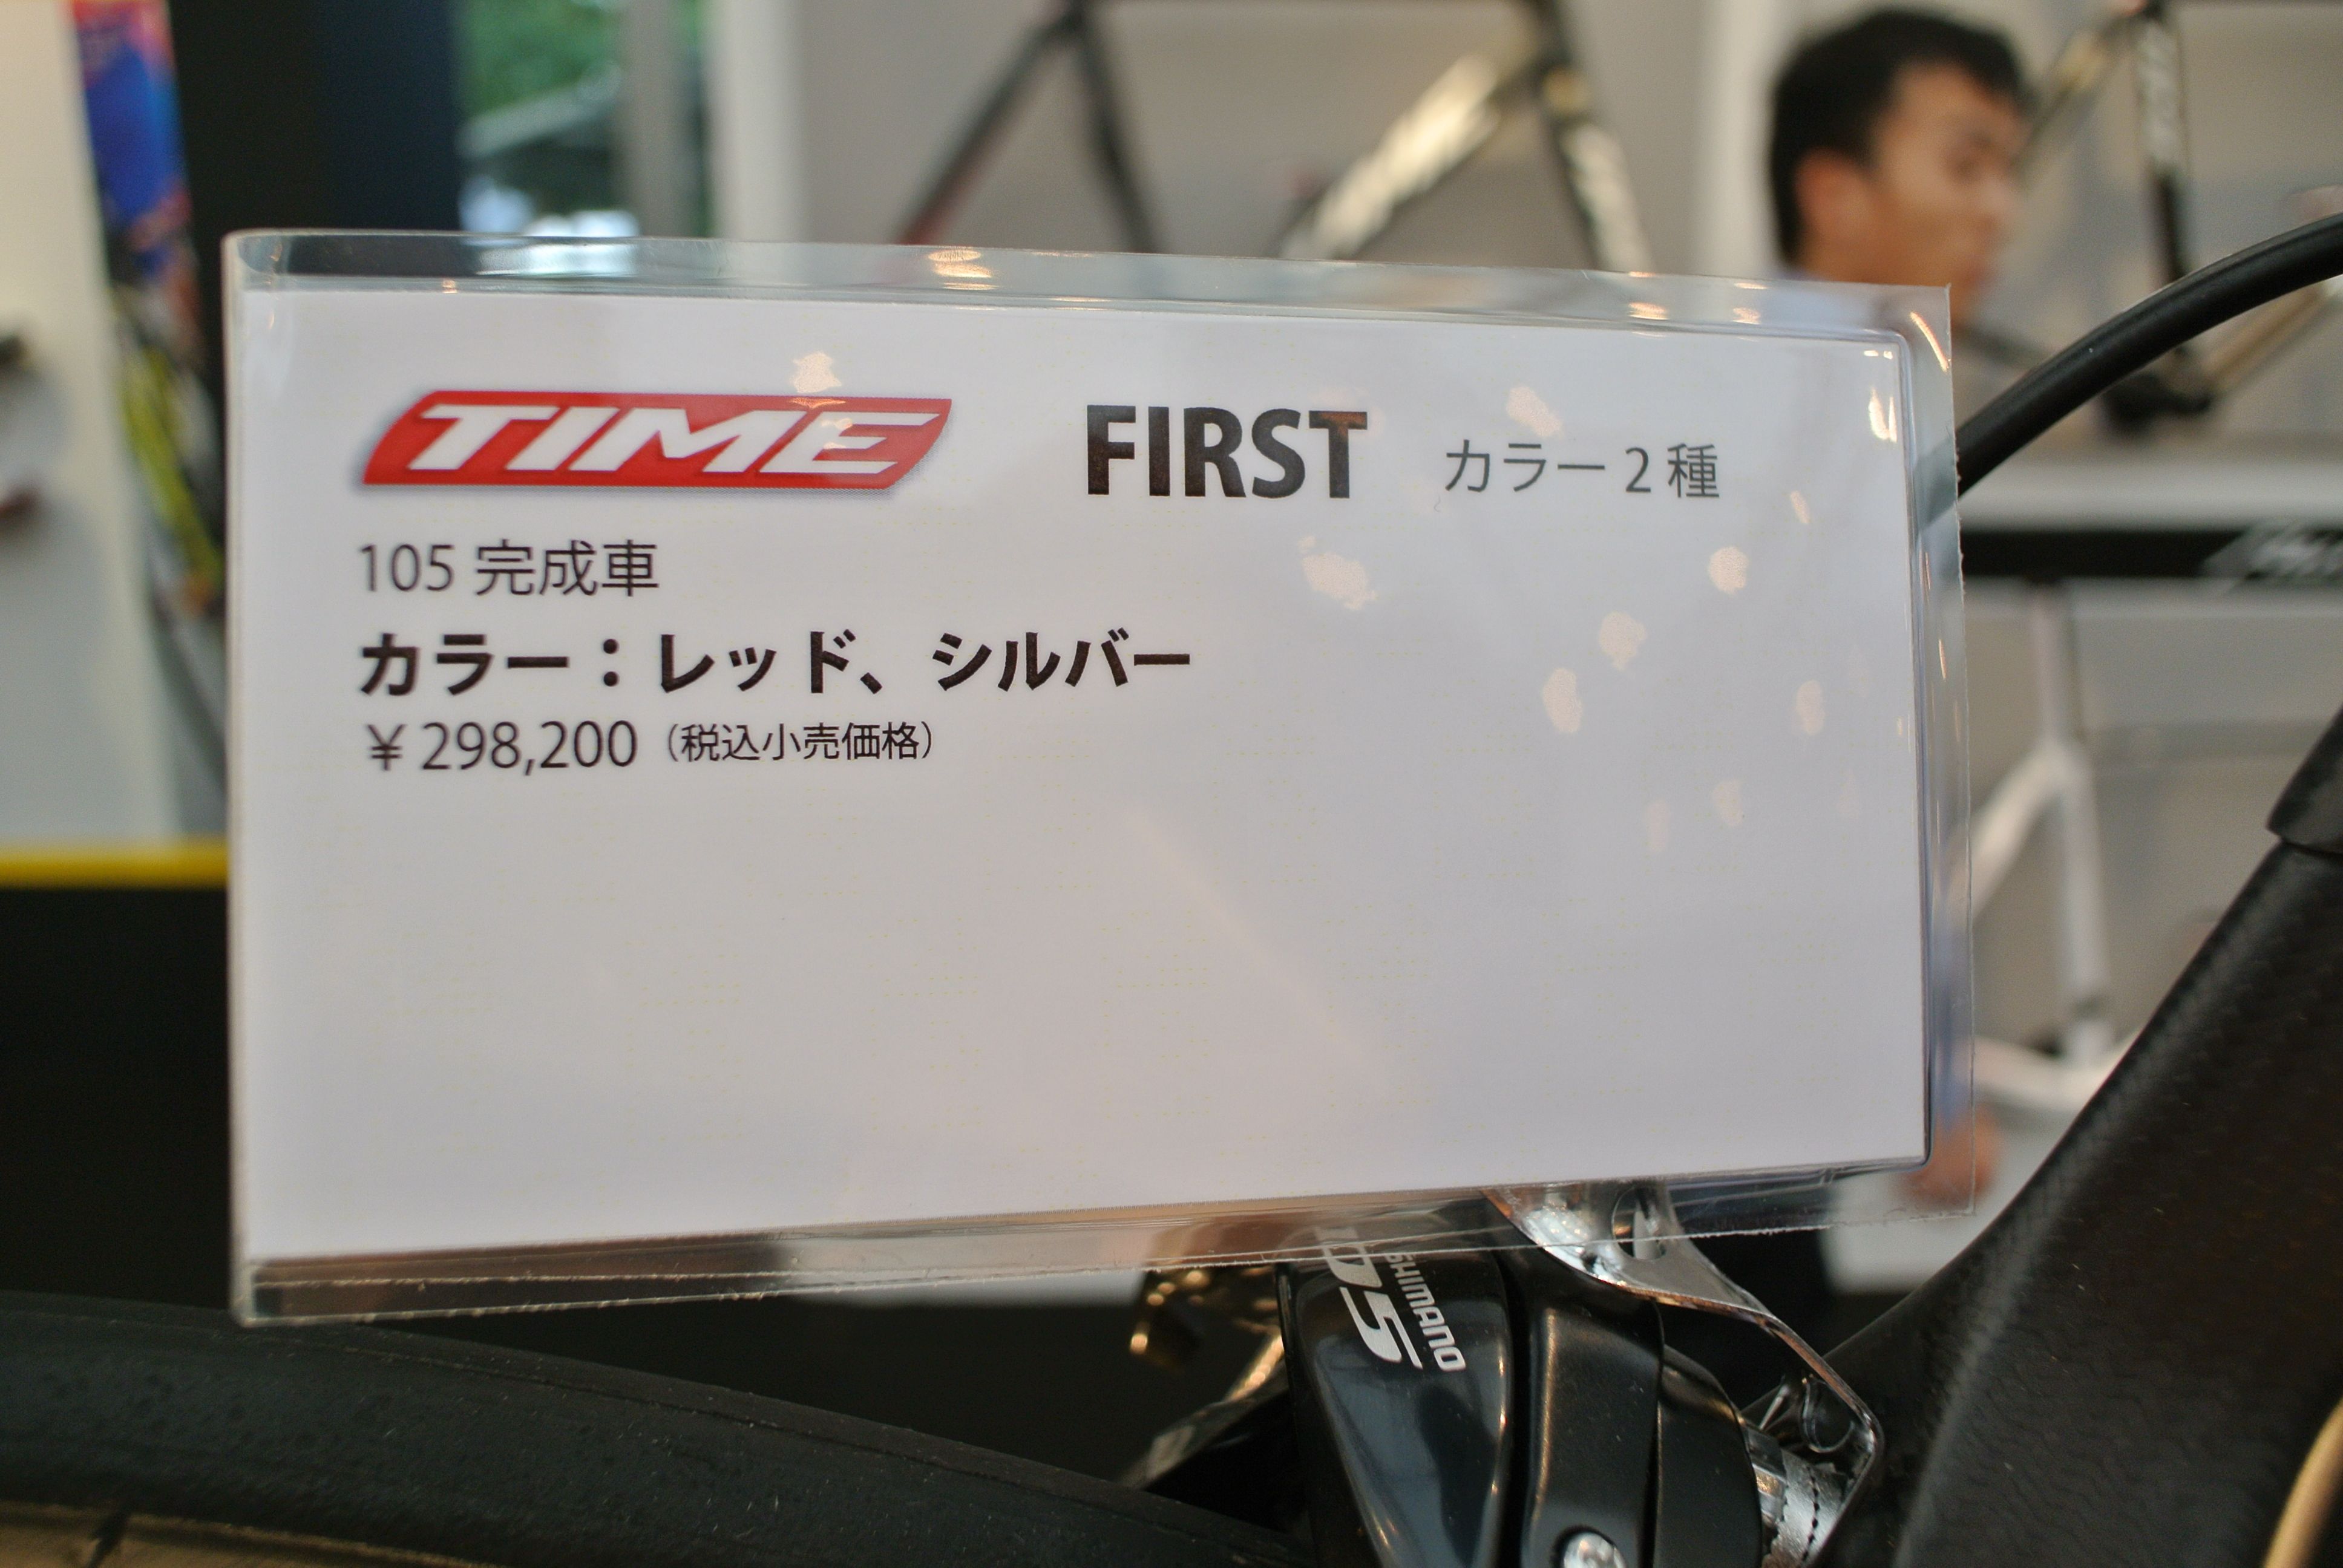 TIME FIRST カラー2種
105 完成車
カラー：レッド、シルバー
￥298,200（税込小売価格）
SHIMANO
105